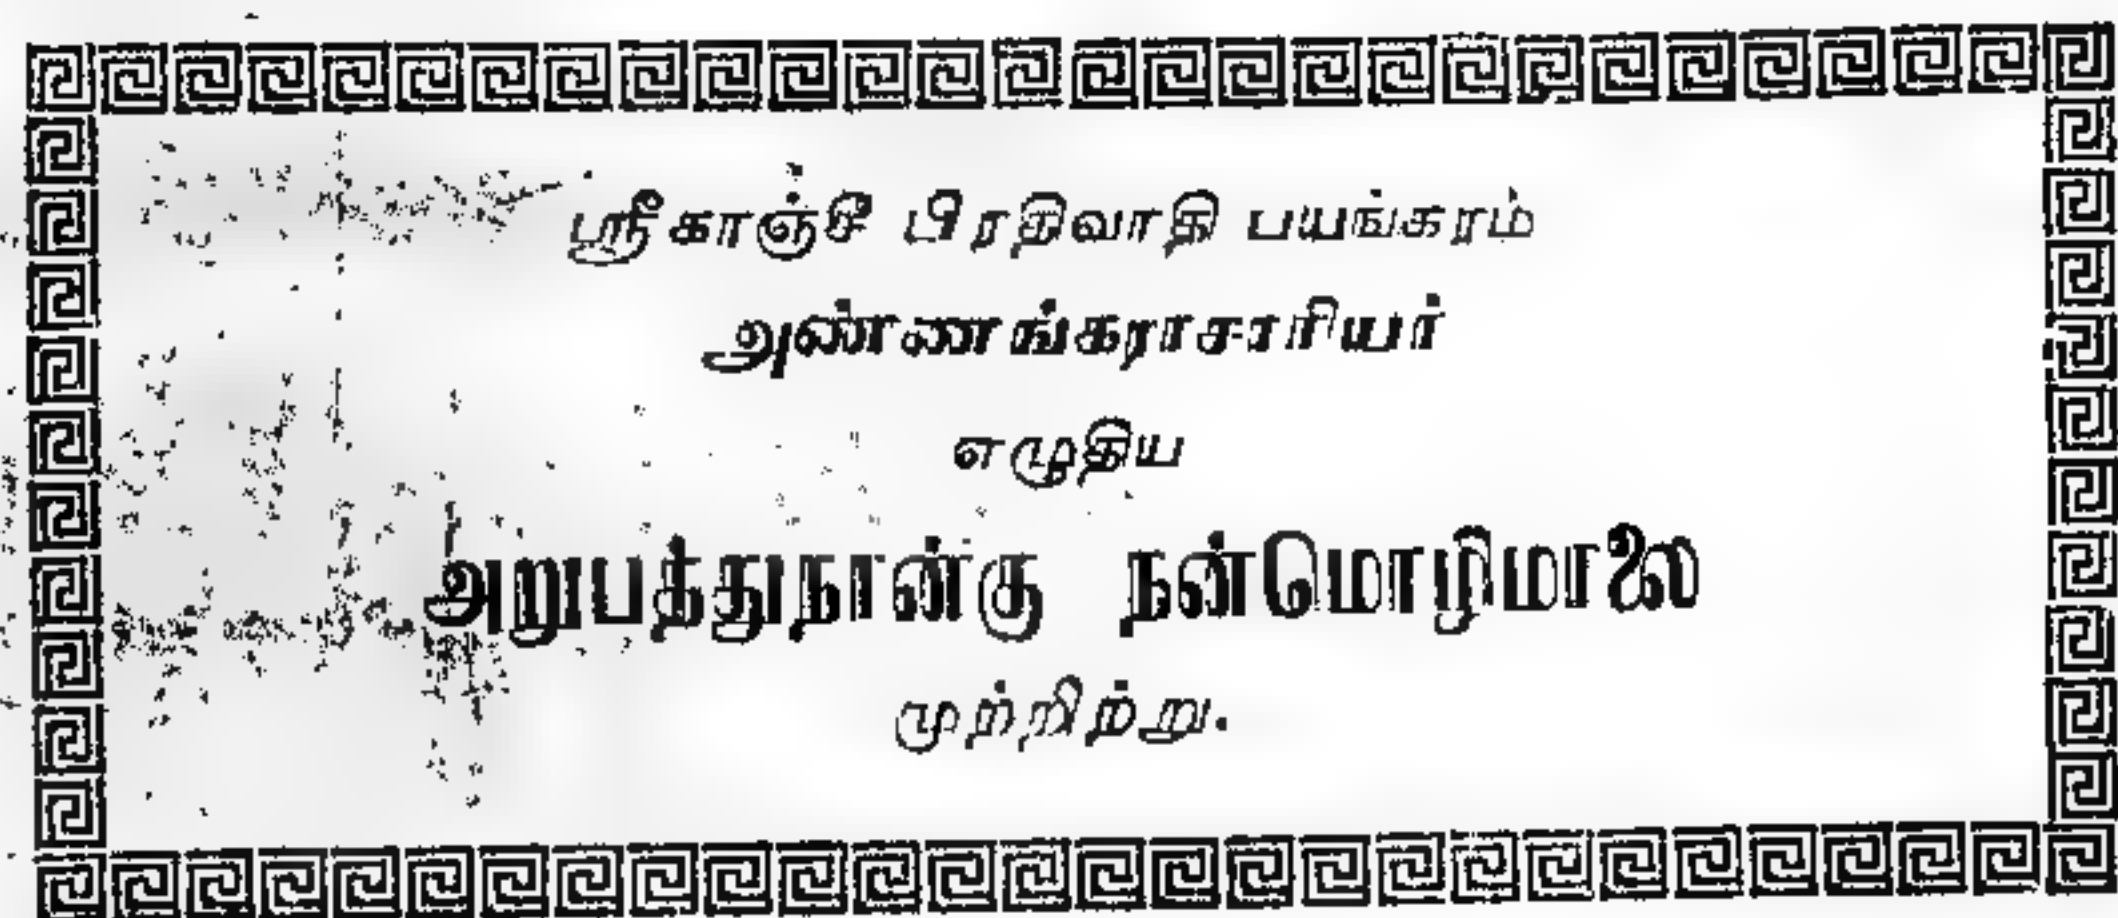 ஸ்ரீகாஞ்சீ பிரதிவாதி பயங்கரம்
அண்ணங்கராசாரியர்
எழுதிய
அறுபத்துநான்கு நன்மொழிமாலை
முற்றிற்று.